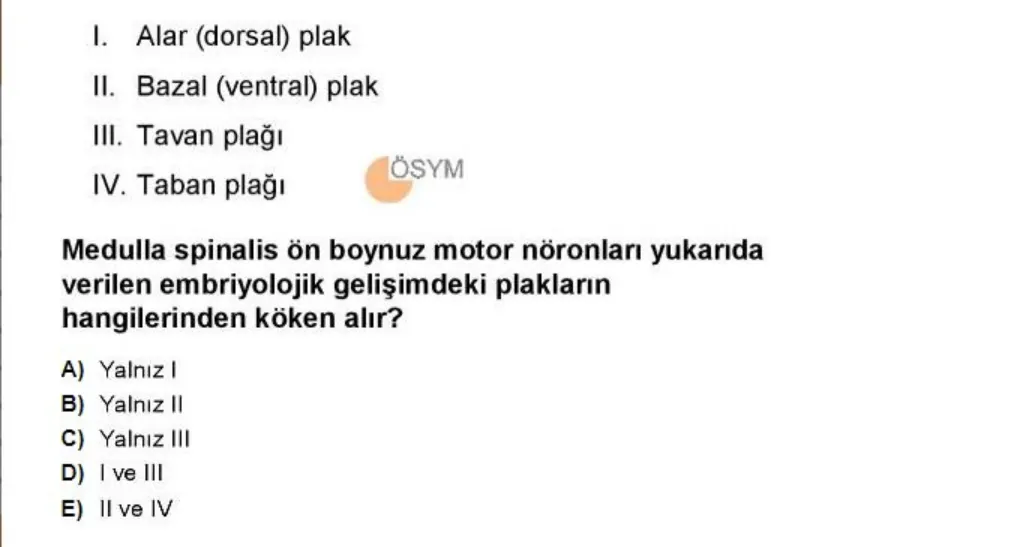 I. Alar (dorsal) plak
II. Bazal (ventral) plak
III. Tavan plağı
IV. Taban plağı
ÖSYM
Medulla spinalis ön boynuz motor nöronları yukarıda
verilen embriyolojik gelişimdeki plakların
hangilerinden köken alır?
A) Yalnız I
B) Yalnız II
C) Yalnız III
D) I ve III
E) II ve IV